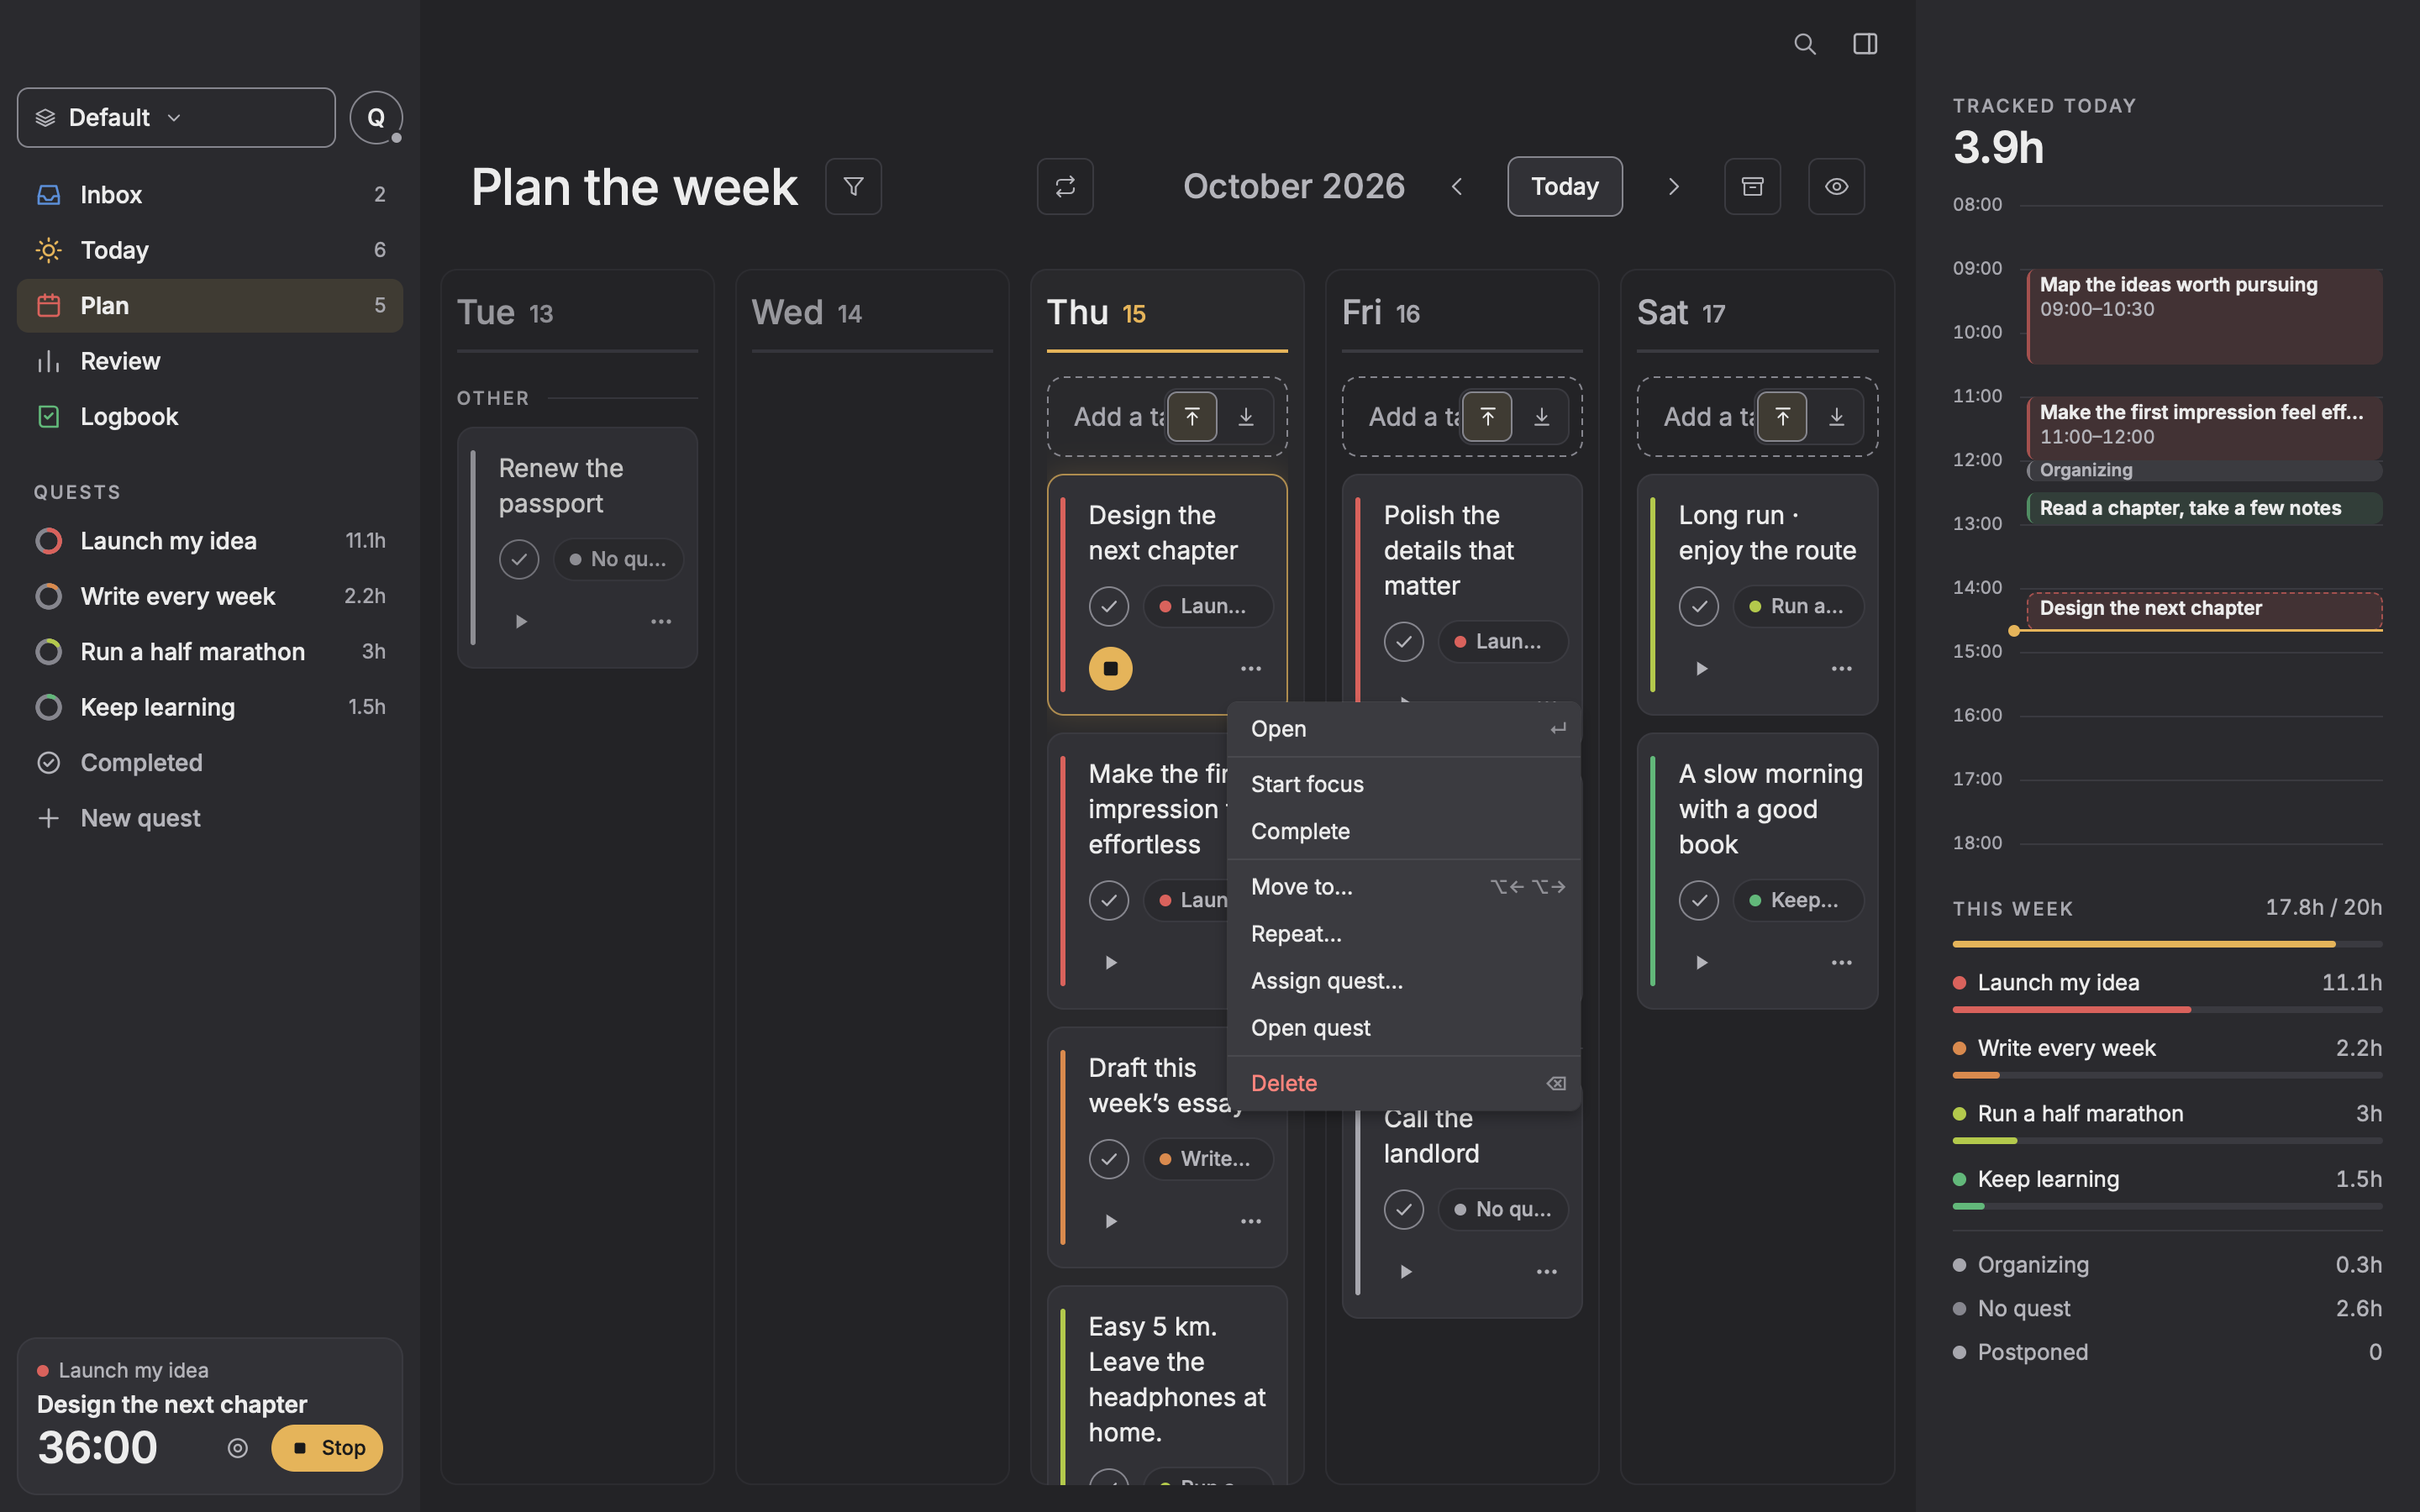 Default
Q
Inbox 2
Today 6
Plan 5
Review
Logbook
QUESTS
Launch my idea 11.1h
Write every week 2.2h
Run a half marathon 3h
Keep learning 1.5h
Completed
New quest
Launch my idea
Design the next chapter
36:00
Stop
Plan the week
October 2026
Today
Tue 13
OTHER
Renew the
passport
No qu...
Wed 14
Thu 15
Add a ta
Design the
next chapter
Laun...
Make the fir
impression
effortless
Laun
Draft this
week's essay
Write...
Easy 5 km.
Leave the
headphones at
home.
Fri 16
Add a ta
Polish the
details that
matter
Laun...
Open
Start focus
Complete
Move to... ⌥← ⌥→
Repeat...
Assign quest...
Open quest
Delete
Call the
landlord
No qu...
Sat 17
Add a ta
Long run ·
enjoy the route
Run a...
A slow morning
with a good
book
Keep...
TRACKED TODAY
3.9h
08:00
09:00
Map the ideas worth pursuing
09:00–10:30
10:00
11:00
Make the first impression feel eff...
11:00–12:00
12:00
Organizing
Read a chapter, take a few notes
13:00
14:00
Design the next chapter
15:00
16:00
17:00
18:00
THIS WEEK 17.8h / 20h
Launch my idea 11.1h
Write every week 2.2h
Run a half marathon 3h
Keep learning 1.5h
Organizing 0.3h
No quest 2.6h
Postponed 0